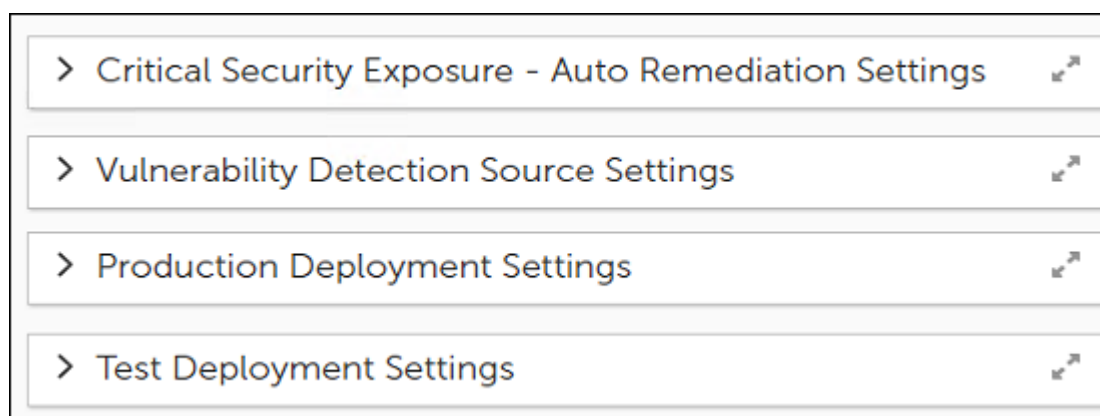 Critical Security Exposure - Auto Remediation Settings
Vulnerability Detection Source Settings
Production Deployment Settings
Test Deployment Settings